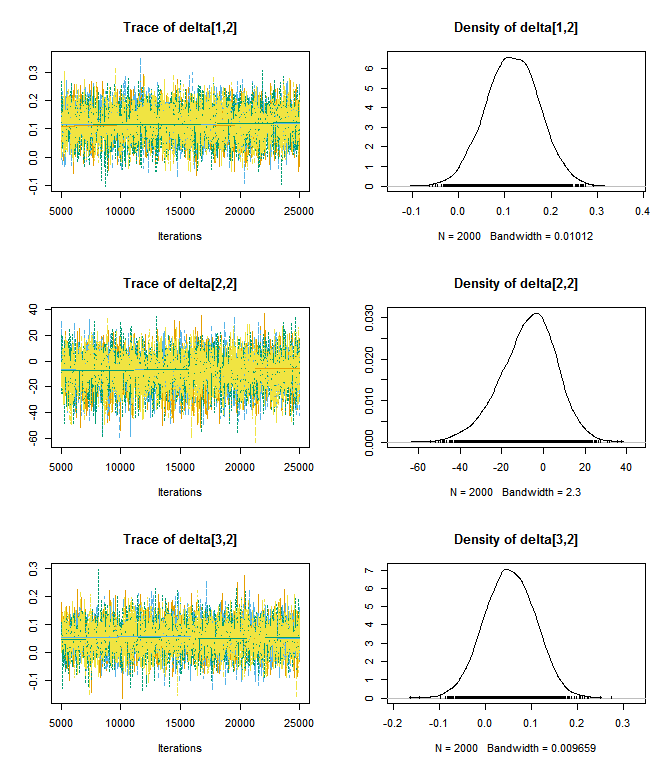 Trace of delta[1,2]
Density of delta[1,2]
-0.1 0.0 0.1 0.2 0.3
5000 10000 15000 20000 25000
Iterations
0 1 2 3 4 5 6
-0.1 0.0 0.1 0.2 0.3 0.4
N = 2000 Bandwidth = 0.01012
Trace of delta[2,2]
Density of delta[2,2]
-60 -40 -20 0 20 40
5000 10000 15000 20000 25000
Iterations
0.000 0.010 0.020 0.030
-60 -40 -20 0 20 40
N = 2000 Bandwidth = 2.3
Trace of delta[3,2]
Density of delta[3,2]
-0.1 0.0 0.1 0.2 0.3
5000 10000 15000 20000 25000
Iterations
0 1 2 3 4 5 6 7
-0.2 -0.1 0.0 0.1 0.2 0.3
N = 2000 Bandwidth = 0.009659